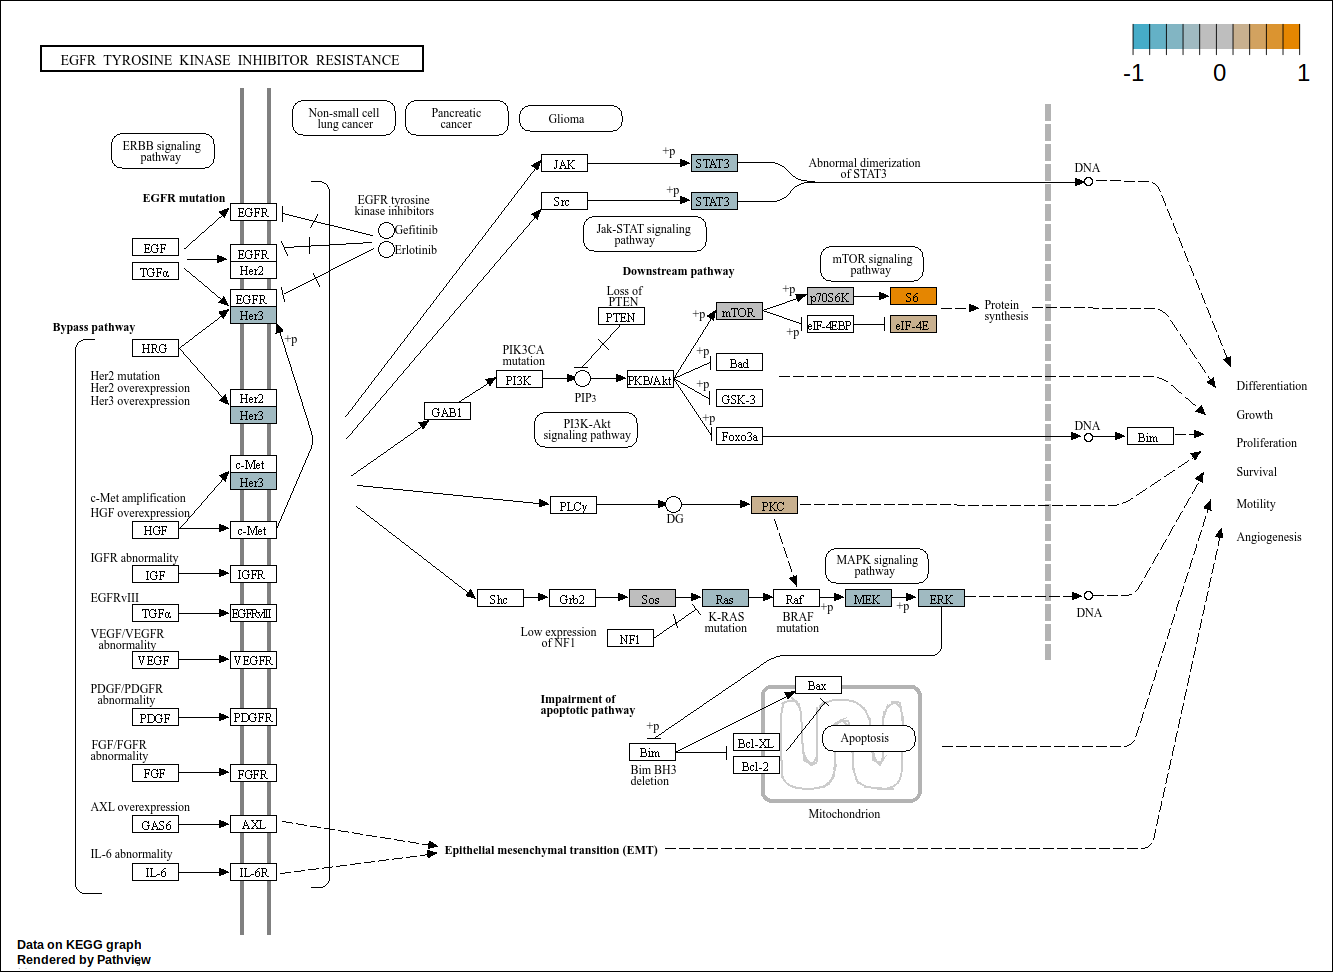 EGFR TYROSINE KINASE INHIBITOR RESISTANCE
-1 0 1
Non-small cell
lung cancer
Pancreatic
cancer
Glioma
ERBB signaling
pathway
EGFR mutation
EGFR
EGF
TGFα
EGFR
Her2
EGFR
Her3
EGFR tyrosine
kinase inhibitors
Gefitinib
Erlotinib
JAK
+p
STAT3
Src
+p
STAT3
Abnormal dimerization
of STAT3
DNA
Jak-STAT signaling
pathway
Downstream pathway
mTOR signaling
pathway
Loss of
PTEN
PTEN
+p
mTOR
+p
p70S6K
S6
+p
eIF-4EBP
eIF-4E
Protein
synthesis
Bypass pathway
HRG
+p
Her2 mutation
Her2 overexpression
Her3 overexpression
Her2
Her3
PIK3CA
mutation
PI3K
PIP3
PKB/Akt
+p
Bad
+p
GSK-3
+p
Foxo3a
GAB1
PI3K-Akt
signaling pathway
DNA
Bim
Differentiation
Growth
Proliferation
Survival
Motility
Angiogenesis
c-Met
Her3
c-Met amplification
HGF overexpression
HGF
c-Met
PLCγ
DG
PKC
IGFR abnormality
IGF
IGFR
MAPK signaling
pathway
EGFRvIII
TGFα
EGFRvIII
Shc
Grb2
Sos
Ras
Raf
+p
MEK
+p
ERK
DNA
K-RAS
mutation
BRAF
mutation
Low expression
of NF1
NF1
VEGF/VEGFR
abnormality
VEGF
VEGFR
PDGF/PDGFR
abnormality
PDGF
PDGFR
Impairment of
apoptotic pathway
+p
Bim
Bim BH3
deletion
Bax
Bcl-XL
Bcl-2
Apoptosis
Mitochondrion
FGF/FGFR
abnormality
FGF
FGFR
AXL overexpression
GAS6
AXL
IL-6 abnormality
IL-6
IL-6R
Epithelial mesenchymal transition (EMT)
Data on KEGG graph
Rendered by Pathview